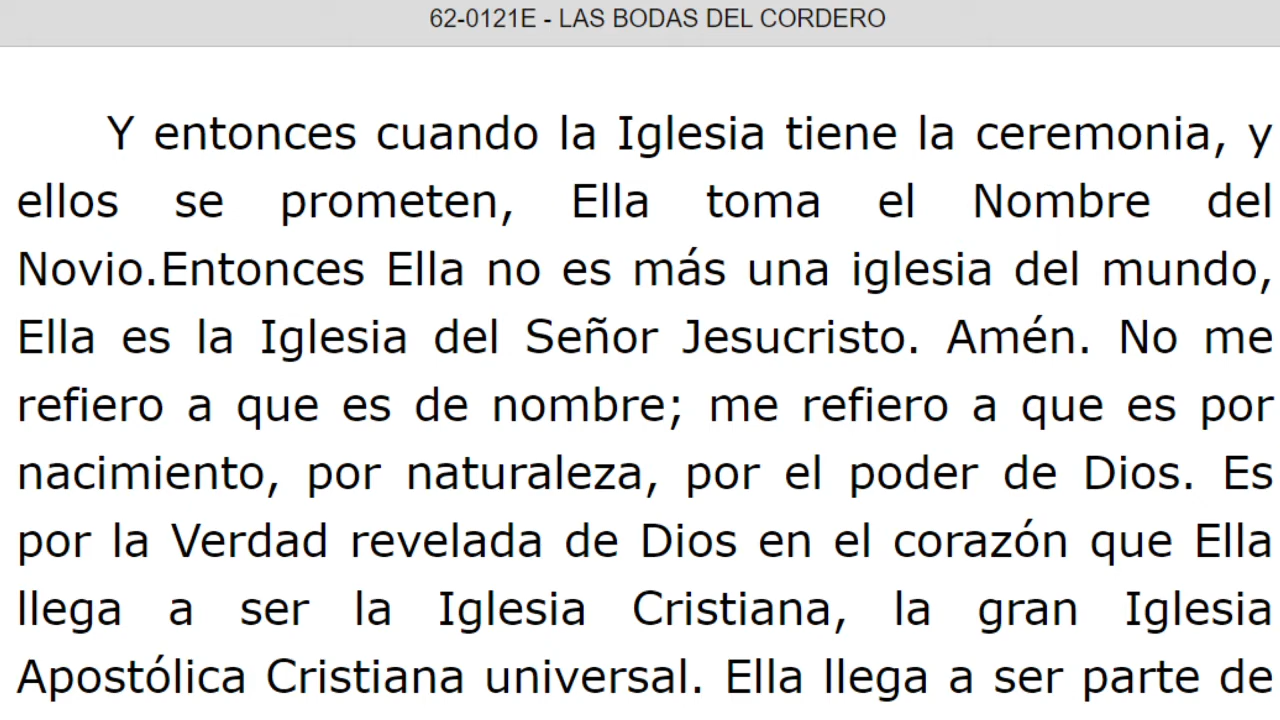 62-0121E - LAS BODAS DEL CORDERO
Y entonces cuando la Iglesia tiene la ceremonia, y
ellos se prometen, Ella toma el Nombre del
Novio.Entonces Ella no es más una iglesia del mundo,
Ella es la Iglesia del Señor Jesucristo. Amén. No me
refiero a que es de nombre; me refiero a que es por
nacimiento, por naturaleza, por el poder de Dios. Es
por la Verdad revelada de Dios en el corazón que Ella
llega a ser la Iglesia Cristiana, la gran Iglesia
Apostólica Cristiana universal. Ella llega a ser parte de